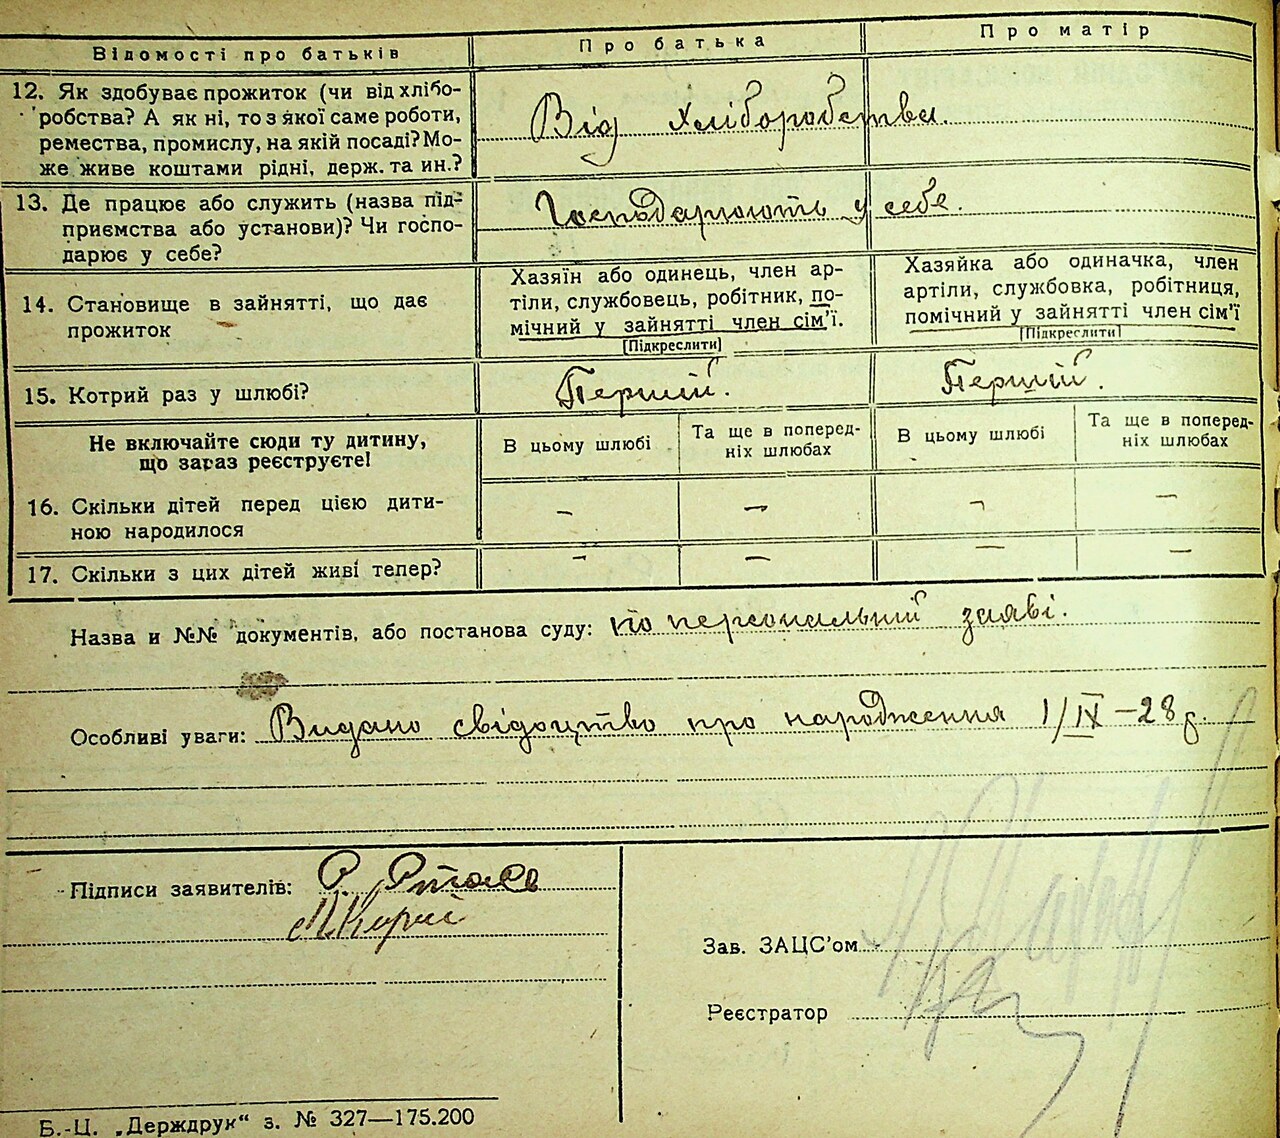 Відомості про батьків
Про батька
Про матір
12. Як здобуває прожиток (чи від хлібо-
робства? А як ні, то з якої саме роботи,
ремества, промислу, на якій посаді? Мо-
же живе коштами рідні, держ. та ин.?
Від хліборобства.
13. Де працює або служить (назва під-
приємства або установи)? Чи госпо-
дарює у себе?
Господарюють у себе.
14. Становище в зайнятті, що дає
прожиток
Хазяїн або одинець, член ар-
тіли, службовець, робітник, по-
мічний у зайнятті член сім'ї.
[Підкреслити]
Хазяйка або одиначка, член
артіли, службовка, робітниця,
помічний у зайнятті член сім'ї
[Підкреслити]
15. Котрий раз у шлюбі?
Перший.
Перший.
Не включайте сюди ту дитину,
що зараз реєструєте!
В цьому шлюбі
Та ще в поперед-
ніх шлюбах
В цьому шлюбі
Та ще в поперед-
ніх шлюбах
16. Скільки дітей перед цією дити-
ною народилося
— — — —
17. Скільки з цих дітей живі тепер?
— — — —
Назва и №№ документів, або постанова суду: по персональній заяві.
Особливі уваги: Видано свідоцтво про народження 1/IX—28 р.
Підписи заявителів:
Зав. ЗАЦС'ом
Реєстратор
Б.-Ц. „Держдрук" з. № 327—175.200